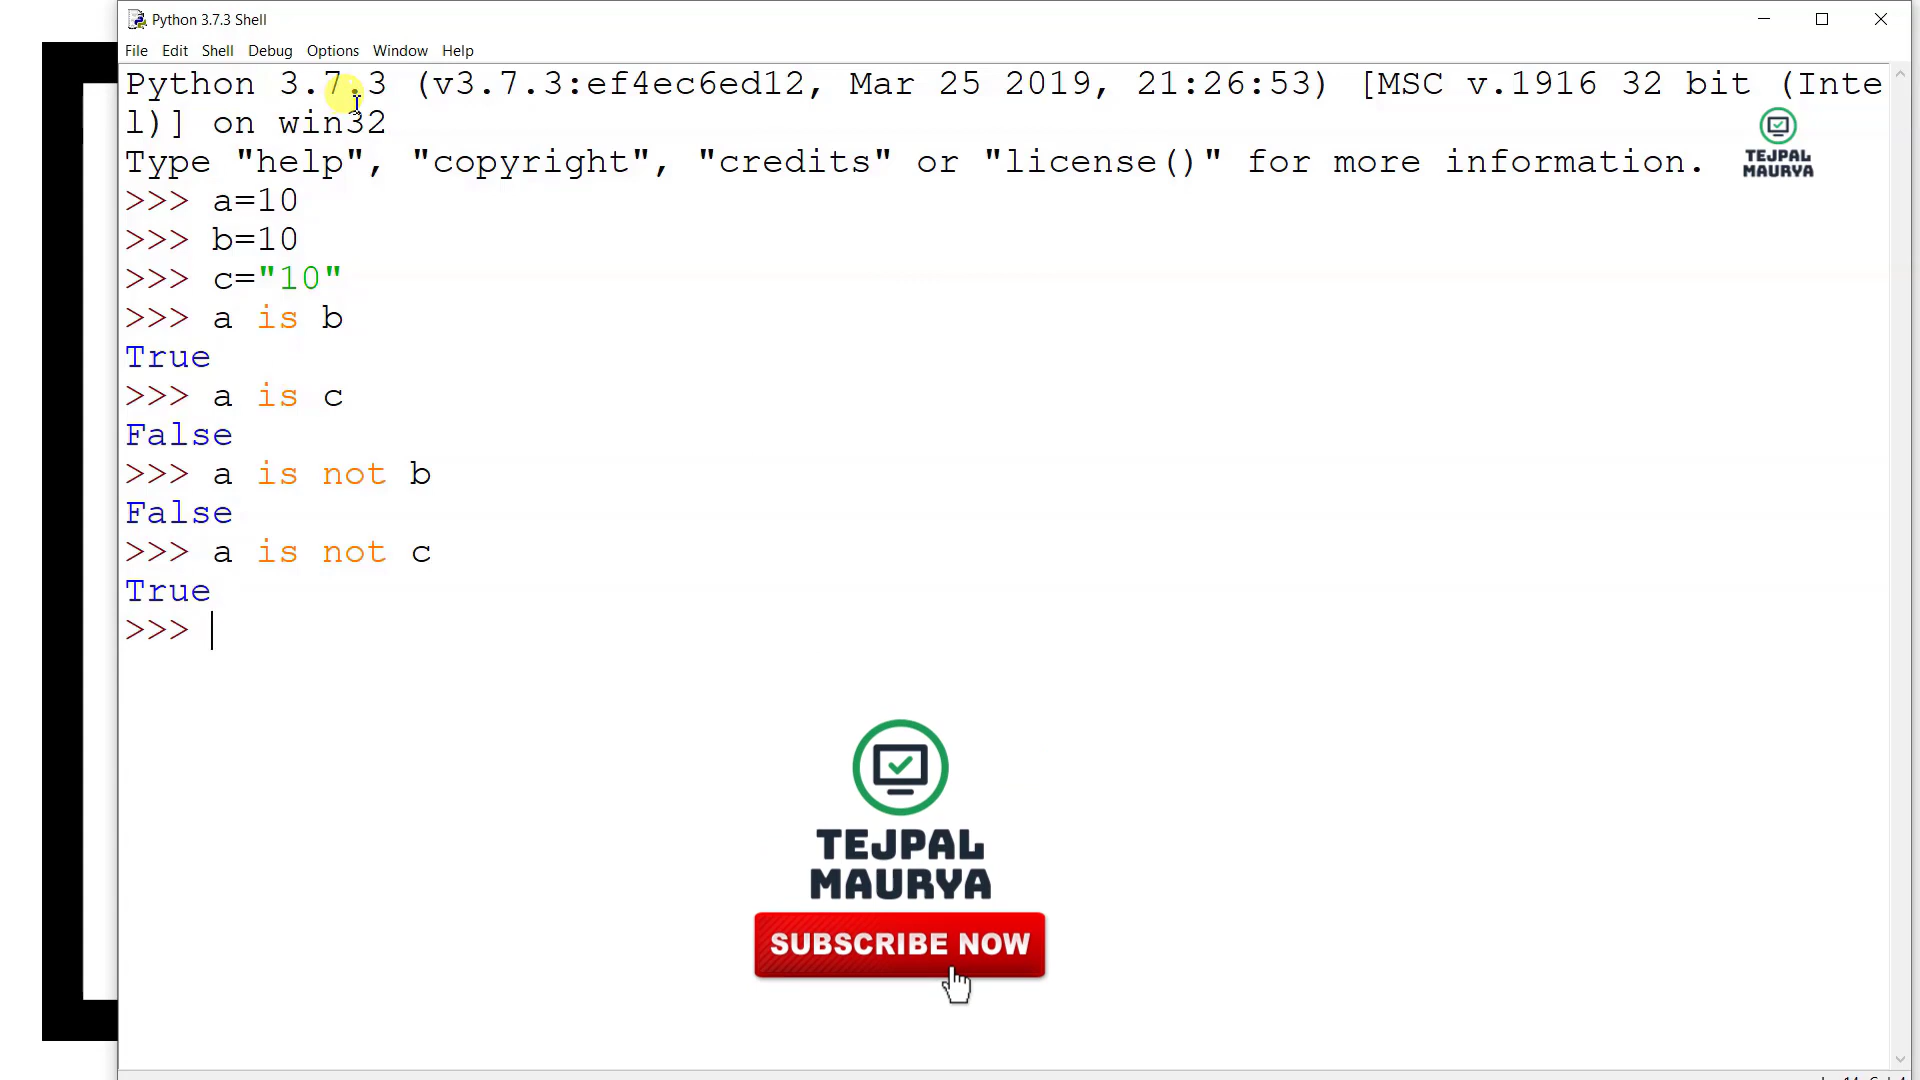 Python 3.7.3 Shell
File Edit Shell Debug Options Window Help
Python 3.7.3 (v3.7.3:ef4ec6ed12, Mar 25 2019, 21:26:53) [MSC v.1916 32 bit (Inte
l)] on win32
Type "help", "copyright", "credits" or "license()" for more information.
TEJPAL
MAURYA
>>> a=10
>>> b=10
>>> c="10"
>>> a is b
True
>>> a is c
False
>>> a is not b
False
>>> a is not c
True
>>>
TEJPAL
MAURYA
SUBSCRIBE NOW